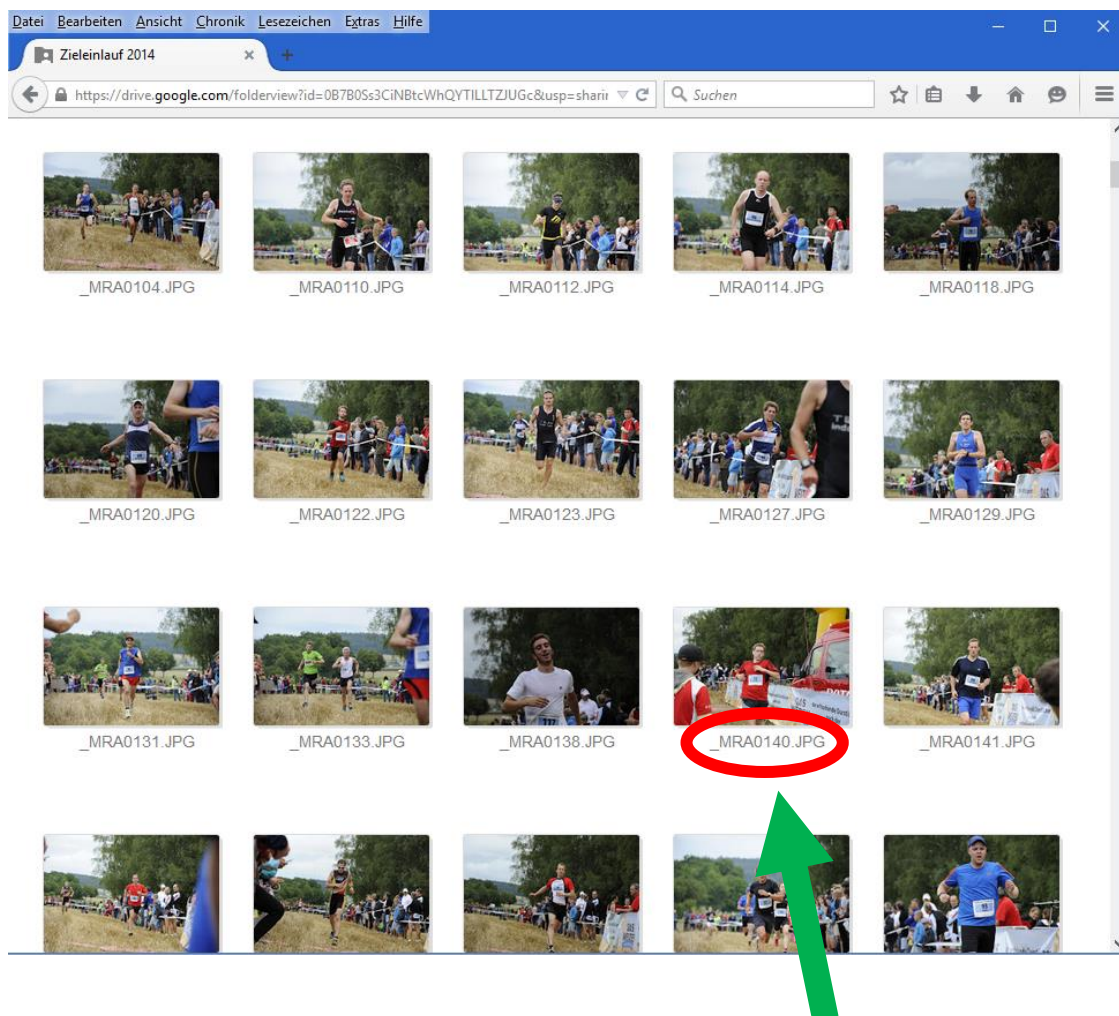 Datei Bearbeiten Ansicht Chronik Lesezeichen Extras Hilfe
Zieleinlauf 2014
https://drive.google.com/folderview?id=0B7B0Ss3CiNBtcWhQYTlLLTZJUGc&usp=sharir
Suchen
_MRA0104.JPG _MRA0110.JPG _MRA0112.JPG _MRA0114.JPG _MRA0118.JPG
_MRA0120.JPG _MRA0122.JPG _MRA0123.JPG _MRA0127.JPG _MRA0129.JPG
_MRA0131.JPG _MRA0133.JPG _MRA0138.JPG _MRA0140.JPG _MRA0141.JPG